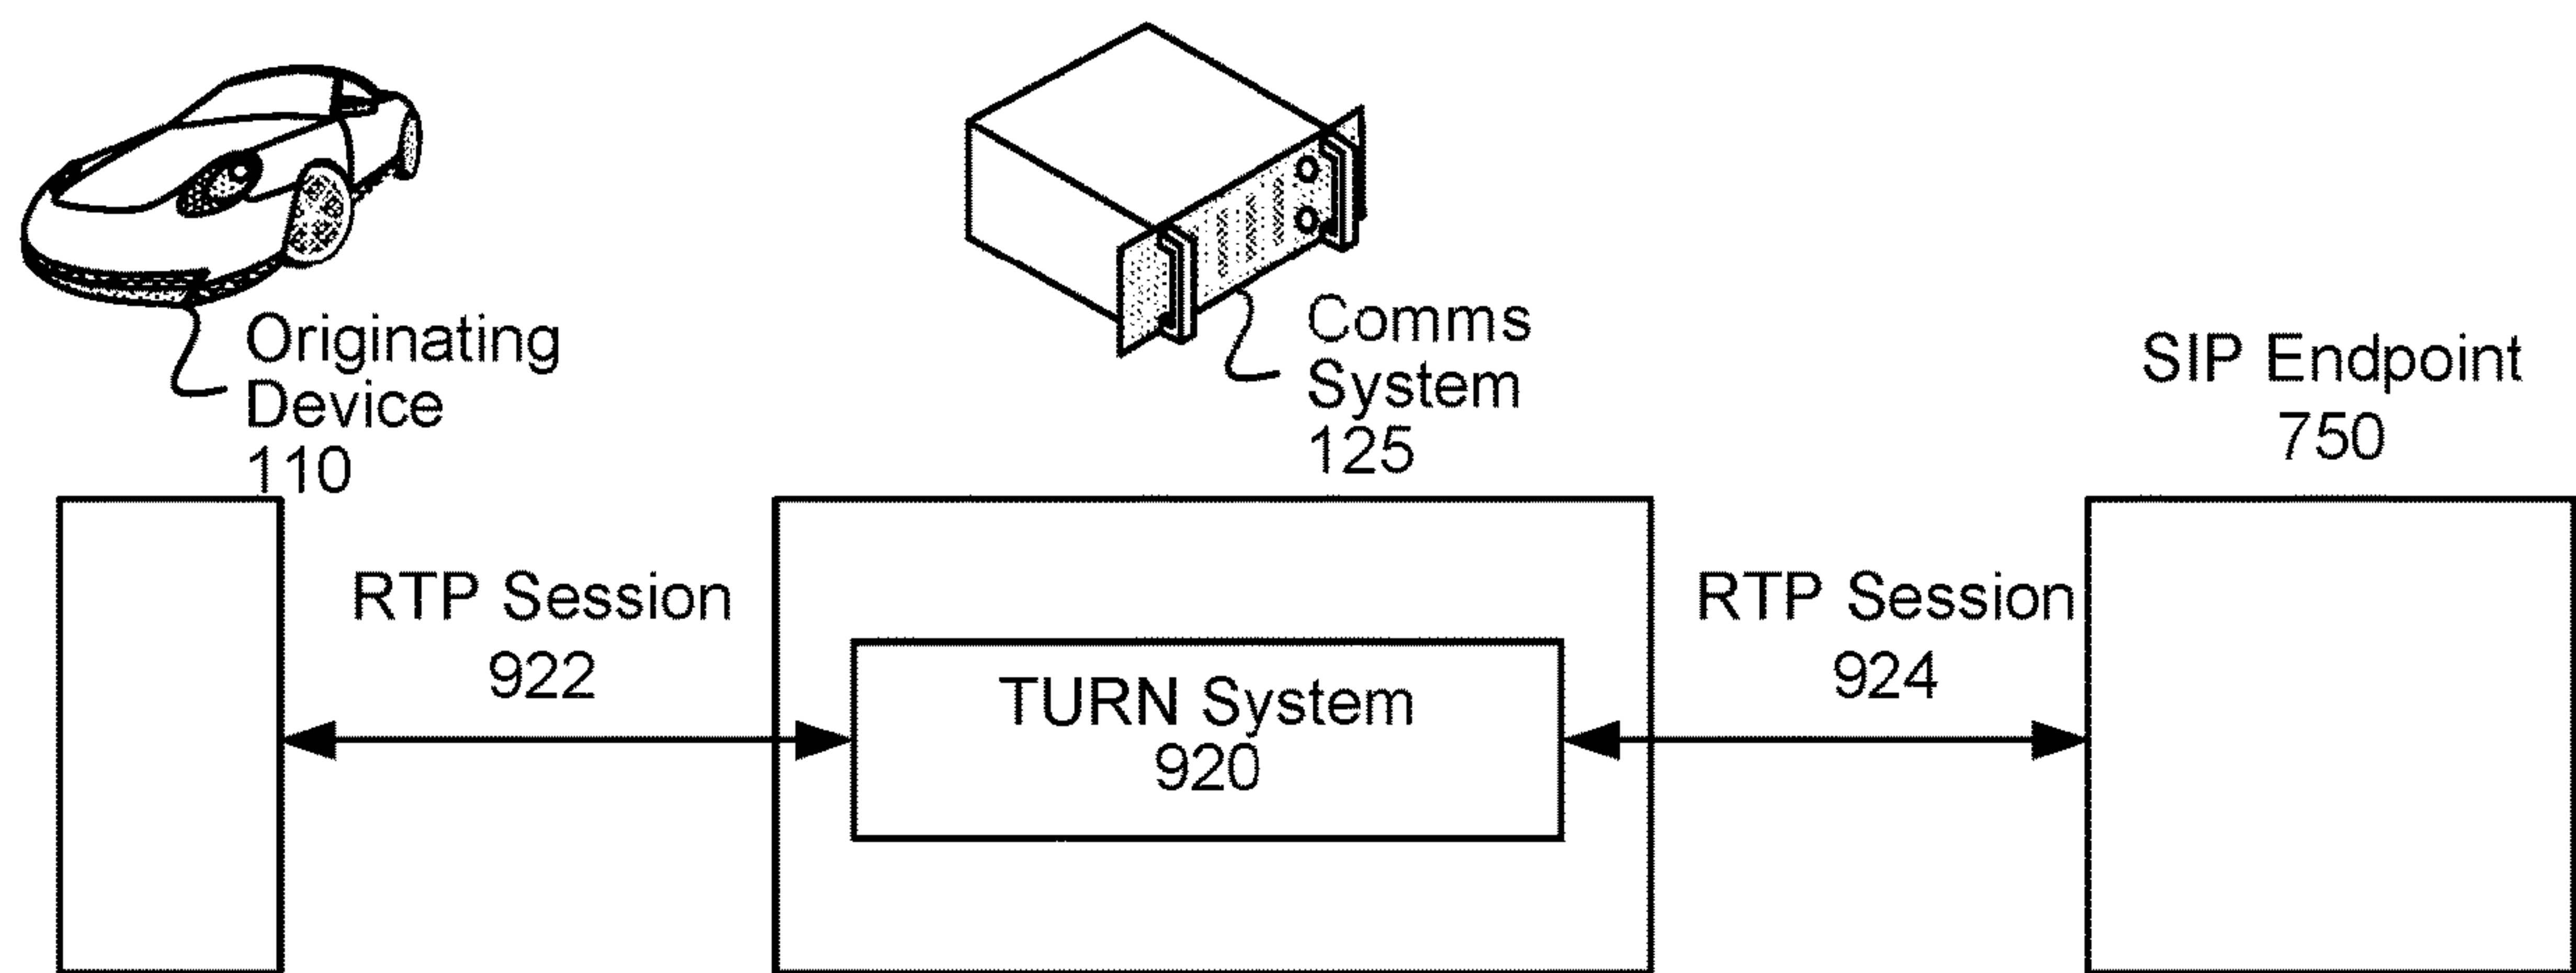 Originating
Device
110
Comms
System
125
SIP Endpoint
750
RTP Session
922
TURN System
920
RTP Session
924